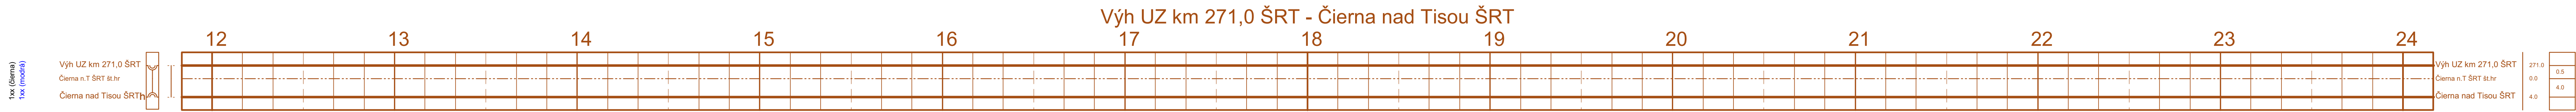 Výh UZ km 271,0 ŠRT - Čierna nad Tisou ŠRT
12 13 14 15 16 17 18 19 20 21 22 23 24
1xx (čierna)
1xx (modrá)
Výh UZ km 271,0 ŠRT
Čierna n.T ŠRT št.hr
Čierna nad Tisou ŠRT
Výh UZ km 271,0 ŠRT 271.0
0.5
Čierna n.T ŠRT št.hr 0.0
4.0
Čierna nad Tisou ŠRT 4.0